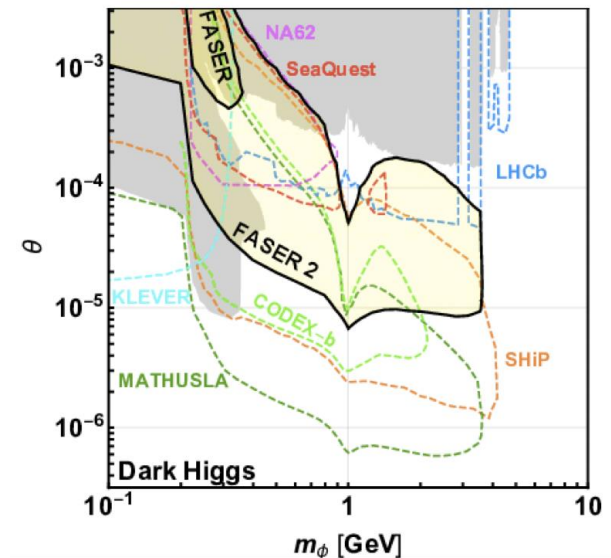 FASER
NA62
SeaQuest
10⁻³
LHCb
10⁻⁴
θ
FASER 2
KLEVER
10⁻⁵
CODEX-b
SHiP
MATHUSLA
10⁻⁶
Dark Higgs
10⁻¹
1
10
m_ϕ [GeV]